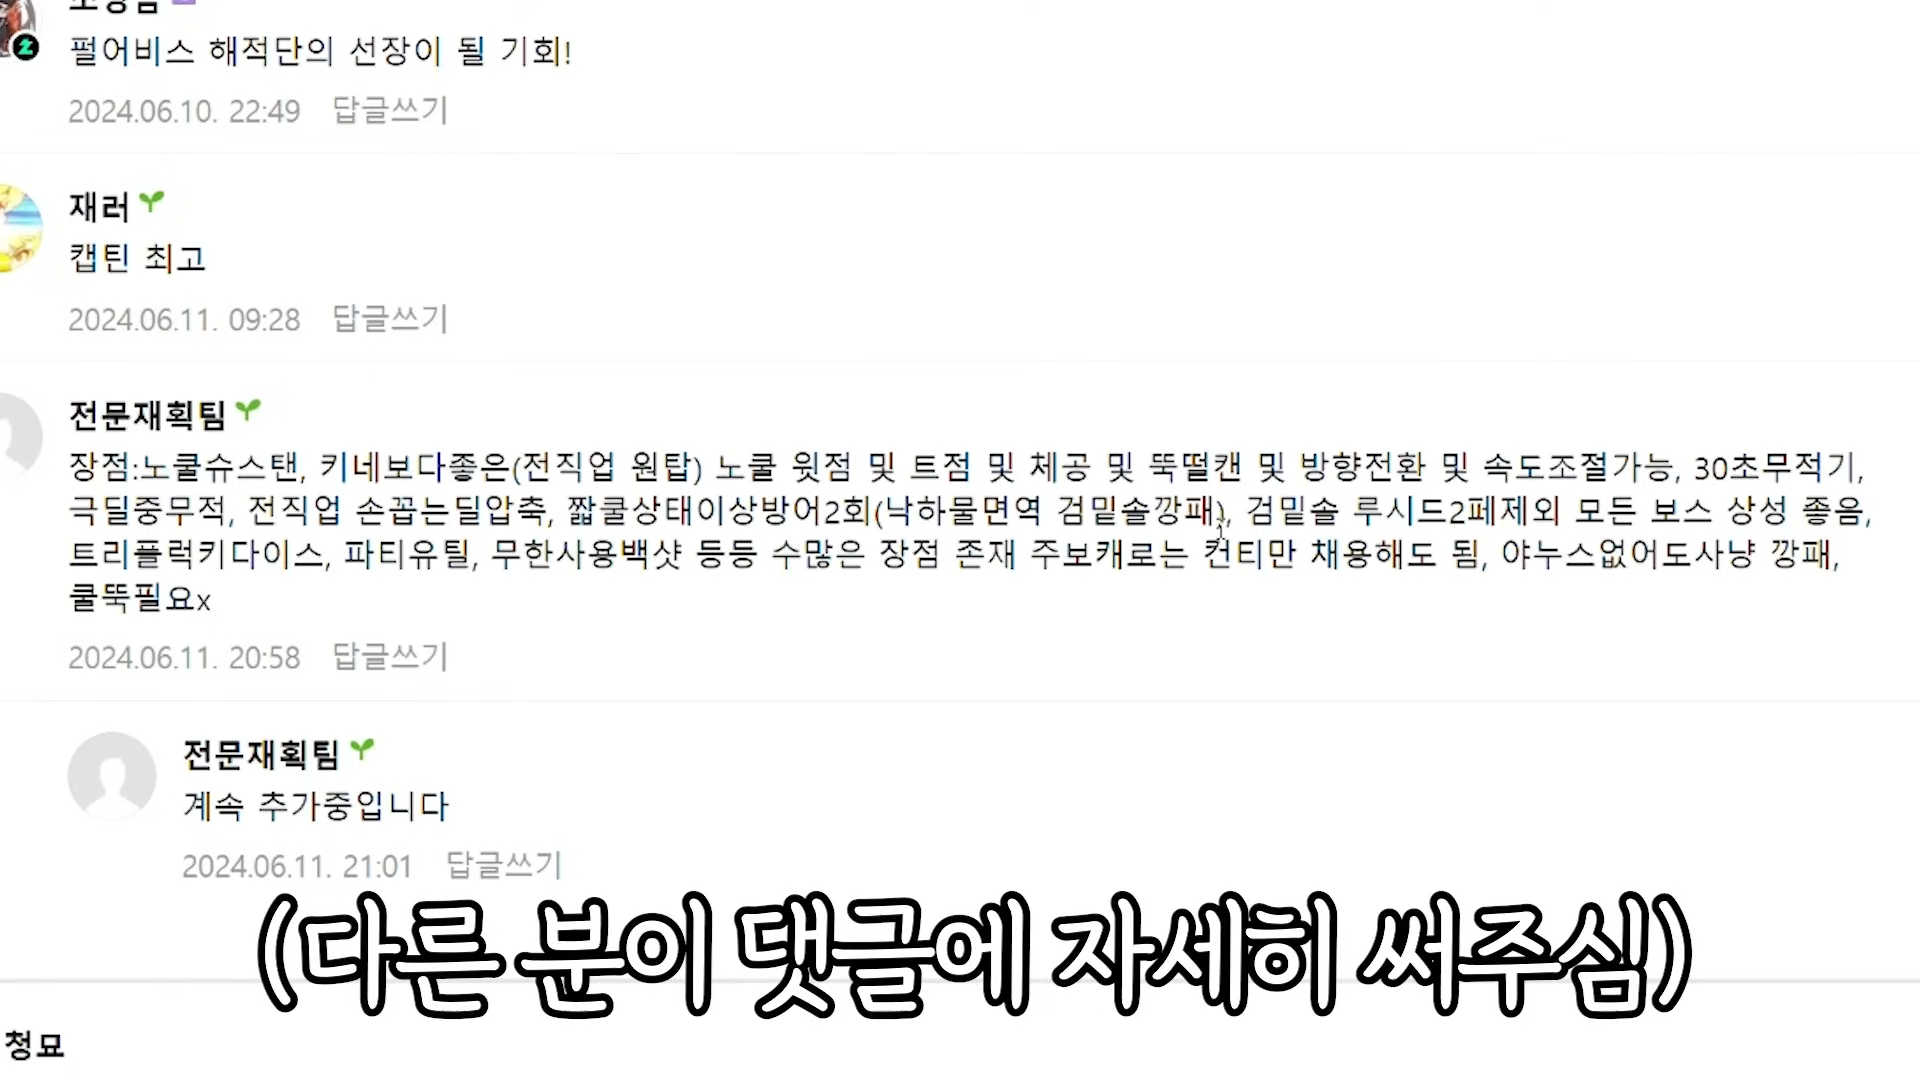 펄어비스 해적단의 선장이 될 기회!
2024.06.10. 22:49 답글쓰기
재러
캡틴 최고
2024.06.11. 09:28 답글쓰기
전문재획팀
장점:노쿨슈스탠, 키네보다좋은(전직업 원탑) 노쿨 윗점 및 트점 및 체공 및 뚝떨캔 및 방향전환 및 속도조절가능, 30초무적기,
극딜중무적, 전직업 손꼽는딜압축, 짧쿨상태이상방어2회(낙하물면역 검밑솔깡패), 검밑솔 루시드2페제외 모든 보스 상성 좋음,
트리플럭키다이스, 파티유틸, 무한사용백샷 등등 수많은 장점 존재 주보캐로는 컨티만 채용해도 됨, 야누스없어도사냥 깡패,
쿨뚝필요x
2024.06.11. 20:58 답글쓰기
전문재획팀
계속 추가중입니다
2024.06.11. 21:01 답글쓰기
(다른 분이 댓글에 자세히 써주심)
청묘